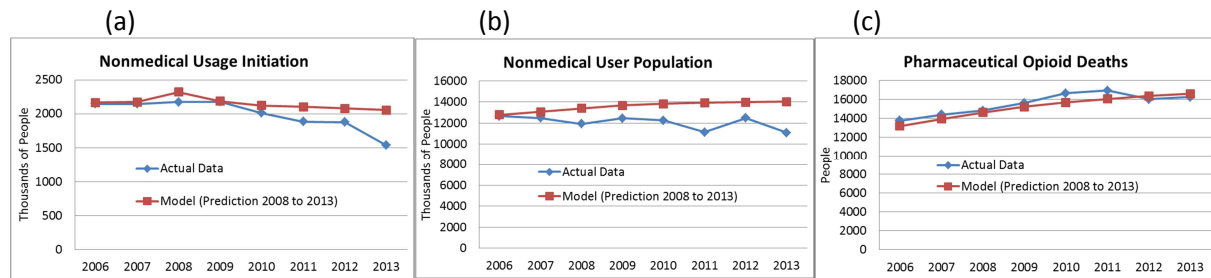 (a)
Nonmedical Usage Initiation
Thousands of People
2500
2000
1500
1000
500
0
Actual Data
Model (Prediction 2008 to 2013)
2006 2007 2008 2009 2010 2011 2012 2013
(b)
Nonmedical User Population
Thousands of People
16000
14000
12000
10000
8000
6000
4000
2000
0
Actual Data
Model (Prediction 2008 to 2013)
2006 2007 2008 2009 2010 2011 2012 2013
(c)
Pharmaceutical Opioid Deaths
People
18000
16000
14000
12000
10000
8000
6000
4000
2000
0
Actual Data
Model (Prediction 2008 to 2013)
2006 2007 2008 2009 2010 2011 2012 2013